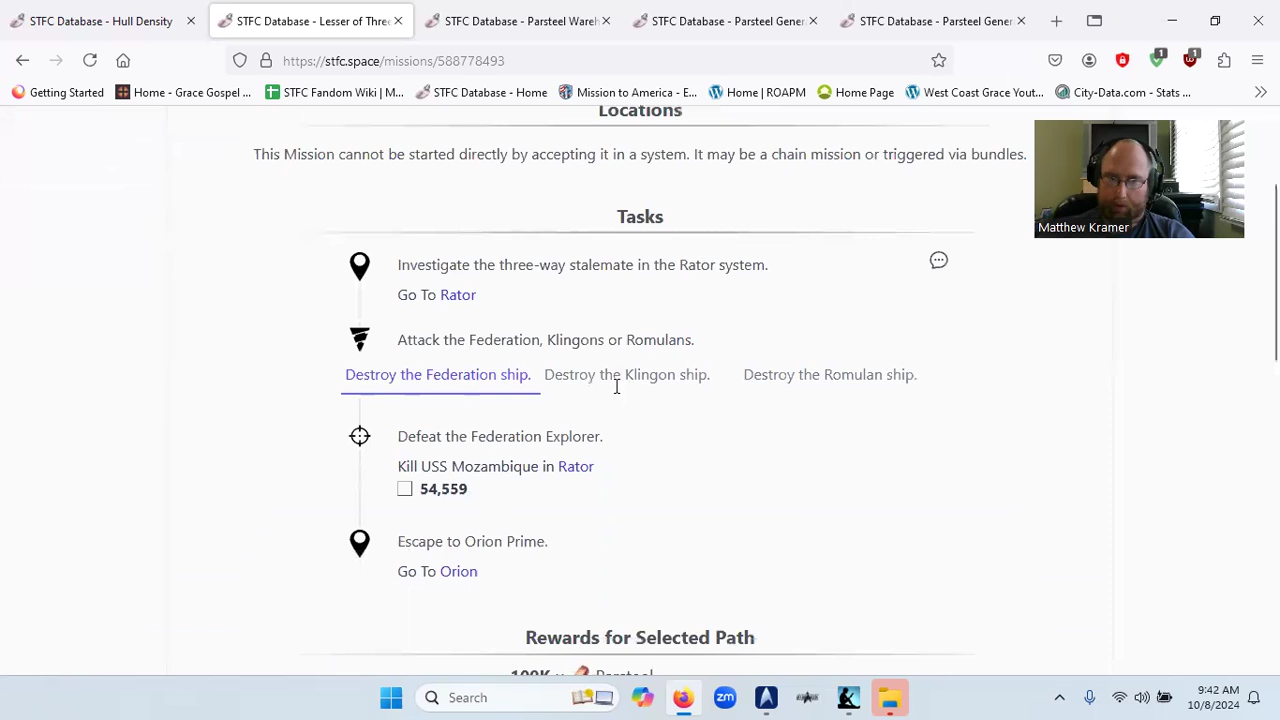 STFC Database - Hull Density
STFC Database - Lesser of Three
STFC Database - Parsteel Wareh
STFC Database - Parsteel Gener
STFC Database - Parsteel Gener
https://stfc.space/missions/586778493
1
1
Getting Started
Home - Grace Gospel ...
STFC Fandom Wiki | M...
STFC Database - Home
Mission to America - E...
Home | ROAPM
Home Page
West Coast Grace Yout...
City-Data.com - Stats ...
Locations
This Mission cannot be started directly by accepting it in a system. It may be a chain mission or triggered via bundles.
Matthew Kramer
Tasks
Investigate the three-way stalemate in the Rator system.
Go To Rator
Attack the Federation, Klingons or Romulans.
Destroy the Federation ship.
Destroy the Klingon ship.
Destroy the Romulan ship.
Defeat the Federation Explorer.
Kill USS Mozambique in Rator
54,559
Escape to Orion Prime.
Go To Orion
Rewards for Selected Path
100K x Parsteel
Search
zm
9:42 AM
10/8/2024